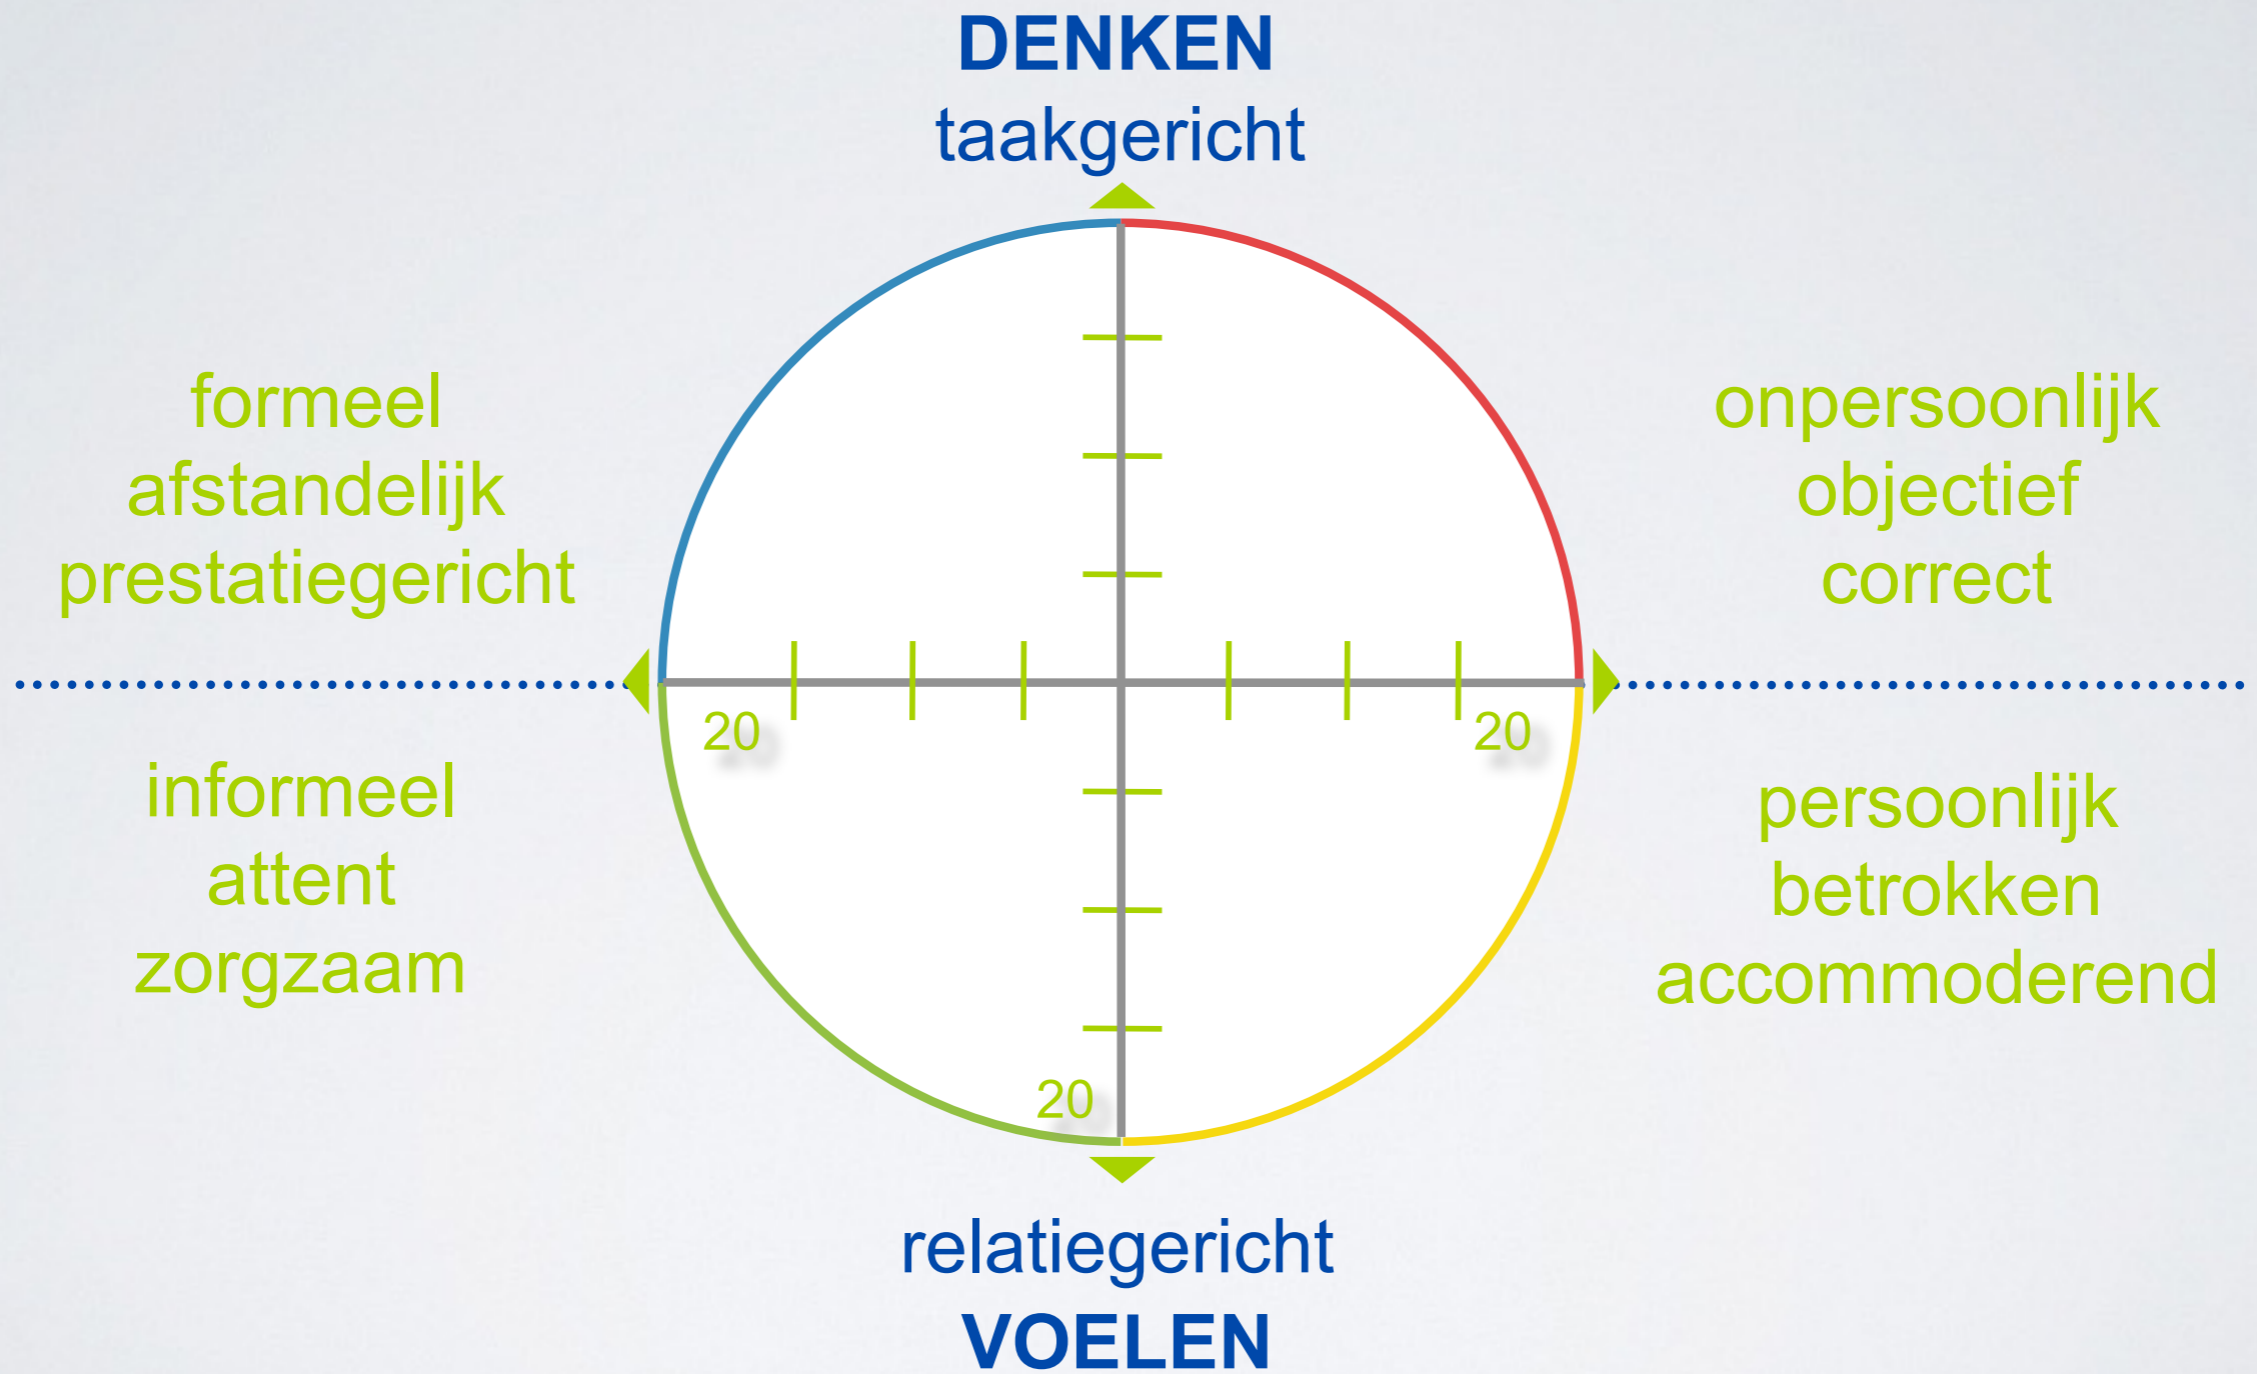 DENKEN
taakgericht
formeel
afstandelijk
prestatiegericht
onpersoonlijk
objectief
correct
20
20
informeel
attent
zorgzaam
persoonlijk
betrokken
accommoderend
20
relatiegericht
VOELEN